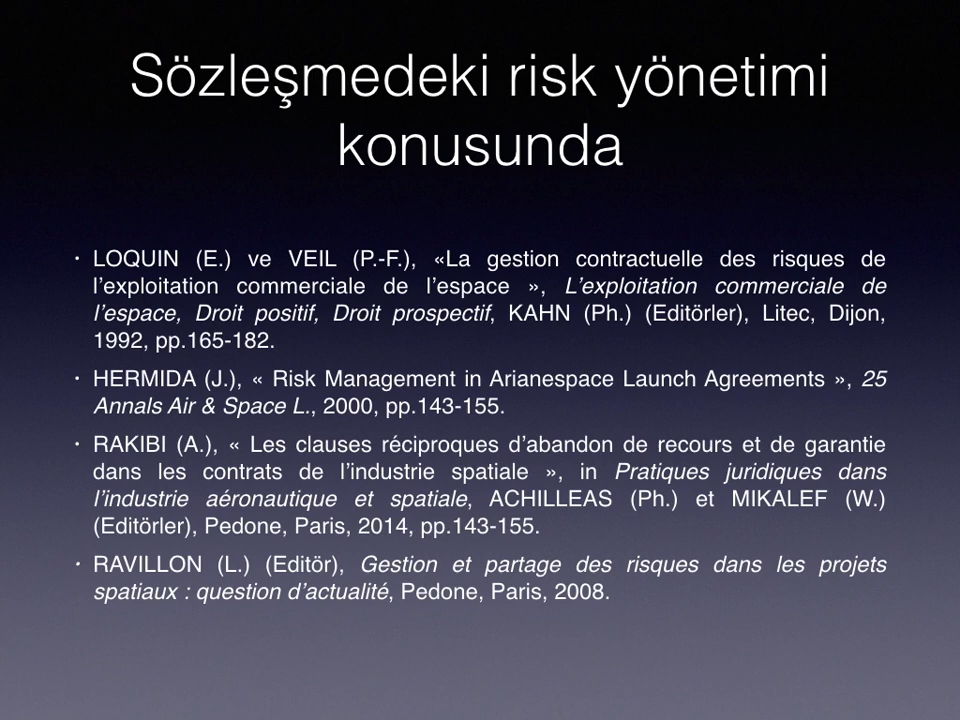 Sözleşmedeki risk yönetimi
konusunda
• LOQUIN (E.) ve VEIL (P.-F.), «La gestion contractuelle des risques de
l’exploitation commerciale de l’espace », L’exploitation commerciale de
l’espace, Droit positif, Droit prospectif, KAHN (Ph.) (Editörler), Litec, Dijon,
1992, pp.165-182.
• HERMIDA (J.), « Risk Management in Arianespace Launch Agreements », 25
Annals Air & Space L., 2000, pp.143-155.
• RAKIBI (A.), « Les clauses réciproques d’abandon de recours et de garantie
dans les contrats de l’industrie spatiale », in Pratiques juridiques dans
l’industrie aéronautique et spatiale, ACHILLEAS (Ph.) et MIKALEF (W.)
(Editörler), Pedone, Paris, 2014, pp.143-155.
• RAVILLON (L.) (Editör), Gestion et partage des risques dans les projets
spatiaux : question d’actualité, Pedone, Paris, 2008.